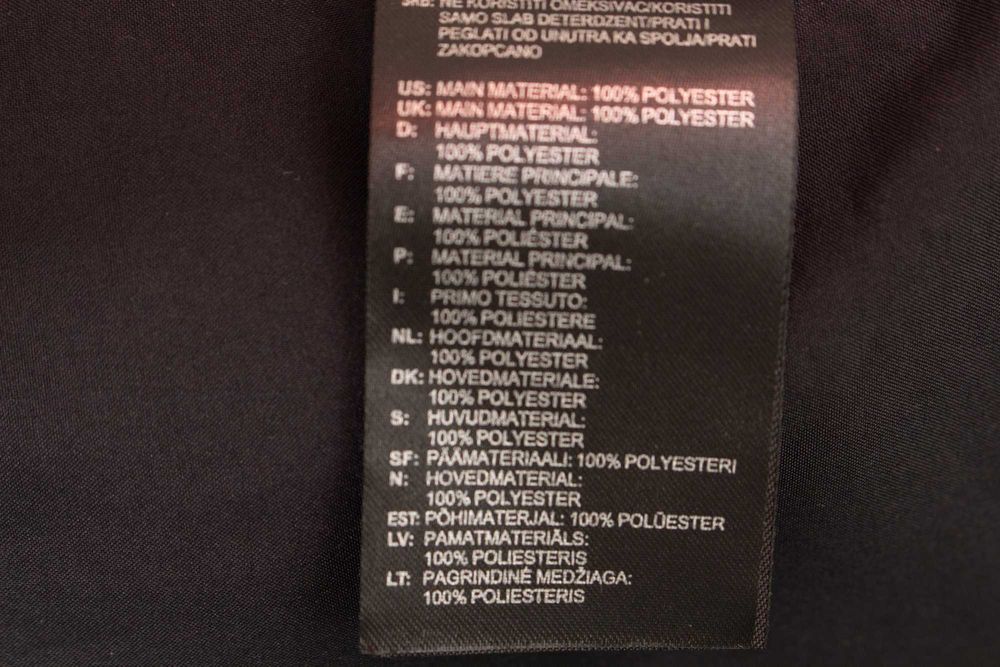 SRB: NE KORISTITI OMEKSIVAC/KORISTITI
SAMO SLAB DETERDZENT/PRATI I
PEGLATI OD UNUTRA KA SPOLJA/PRATI
ZAKOPCANO
US: MAIN MATERIAL: 100% POLYESTER
UK: MAIN MATERIAL: 100% POLYESTER
D: HAUPTMATERIAL:
100% POLYESTER
F: MATIERE PRINCIPALE:
100% POLYESTER
E: MATERIAL PRINCIPAL:
100% POLIÉSTER
P: MATERIAL PRINCIPAL:
100% POLIÉSTER
I: PRIMO TESSUTO:
100% POLIESTERE
NL: HOOFDMATERIAAL:
100% POLYESTER
DK: HOVEDMATERIALE:
100% POLYESTER
S: HUVUDMATERIAL:
100% POLYESTER
SF: PÄÄMATERIAALI: 100% POLYESTERI
N: HOVEDMATERIAL:
100% POLYESTER
EST: PÕHIMATERJAL: 100% POLÜESTER
LV: PAMATMATERIĀLS:
100% POLIESTERIS
LT: PAGRINDINĖ MEDŽIAGA:
100% POLIESTERIS